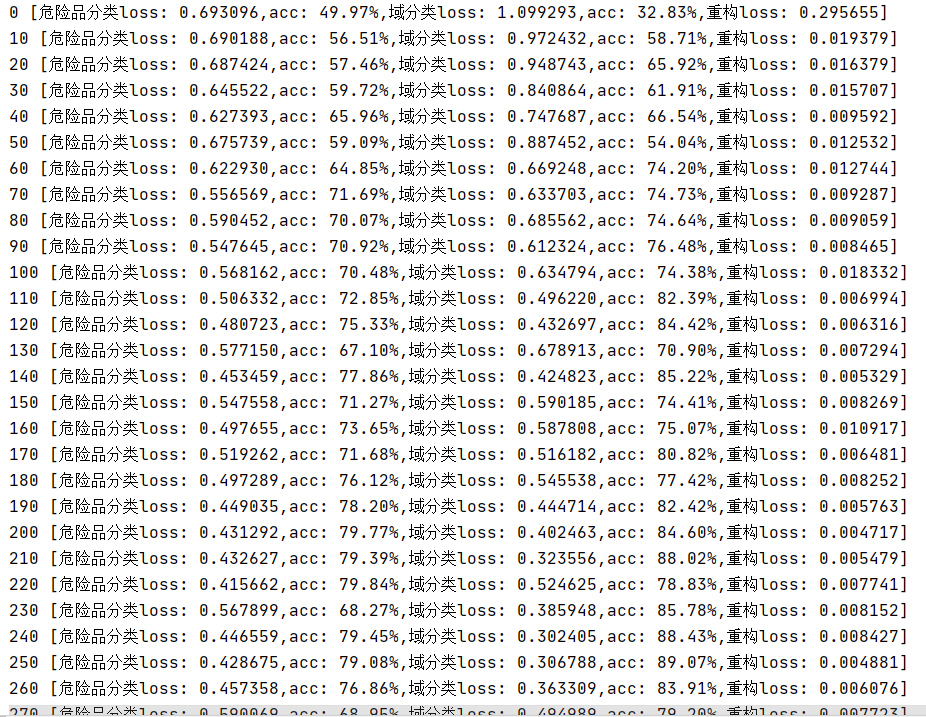 0 [危险品分类loss: 0.693096,acc: 49.97%,域分类loss: 1.099293,acc: 32.83%,重构loss: 0.295655]
10 [危险品分类loss: 0.690188,acc: 56.51%,域分类loss: 0.972432,acc: 58.71%,重构loss: 0.019379]
20 [危险品分类loss: 0.687424,acc: 57.46%,域分类loss: 0.948743,acc: 65.92%,重构loss: 0.016379]
30 [危险品分类loss: 0.645522,acc: 59.72%,域分类loss: 0.840864,acc: 61.91%,重构loss: 0.015707]
40 [危险品分类loss: 0.627393,acc: 65.96%,域分类loss: 0.747687,acc: 66.54%,重构loss: 0.009592]
50 [危险品分类loss: 0.675739,acc: 59.09%,域分类loss: 0.887452,acc: 54.04%,重构loss: 0.012532]
60 [危险品分类loss: 0.622930,acc: 64.85%,域分类loss: 0.669248,acc: 74.20%,重构loss: 0.012744]
70 [危险品分类loss: 0.556569,acc: 71.69%,域分类loss: 0.633703,acc: 74.73%,重构loss: 0.009287]
80 [危险品分类loss: 0.590452,acc: 70.07%,域分类loss: 0.685562,acc: 74.64%,重构loss: 0.009059]
90 [危险品分类loss: 0.547645,acc: 70.92%,域分类loss: 0.612324,acc: 76.48%,重构loss: 0.008465]
100 [危险品分类loss: 0.568162,acc: 70.48%,域分类loss: 0.634794,acc: 74.38%,重构loss: 0.018332]
110 [危险品分类loss: 0.506332,acc: 72.85%,域分类loss: 0.496220,acc: 82.39%,重构loss: 0.006994]
120 [危险品分类loss: 0.480723,acc: 75.33%,域分类loss: 0.432697,acc: 84.42%,重构loss: 0.006316]
130 [危险品分类loss: 0.577150,acc: 67.10%,域分类loss: 0.678913,acc: 70.90%,重构loss: 0.007294]
140 [危险品分类loss: 0.453459,acc: 77.86%,域分类loss: 0.424823,acc: 85.22%,重构loss: 0.005329]
150 [危险品分类loss: 0.547558,acc: 71.27%,域分类loss: 0.590185,acc: 74.41%,重构loss: 0.008269]
160 [危险品分类loss: 0.497655,acc: 73.65%,域分类loss: 0.587808,acc: 75.07%,重构loss: 0.010917]
170 [危险品分类loss: 0.519262,acc: 71.68%,域分类loss: 0.516182,acc: 80.82%,重构loss: 0.006481]
180 [危险品分类loss: 0.497289,acc: 76.12%,域分类loss: 0.545538,acc: 77.42%,重构loss: 0.008252]
190 [危险品分类loss: 0.449035,acc: 78.20%,域分类loss: 0.444714,acc: 82.42%,重构loss: 0.005763]
200 [危险品分类loss: 0.431292,acc: 79.77%,域分类loss: 0.402463,acc: 84.60%,重构loss: 0.004717]
210 [危险品分类loss: 0.432627,acc: 79.39%,域分类loss: 0.323556,acc: 88.02%,重构loss: 0.005479]
220 [危险品分类loss: 0.415662,acc: 79.84%,域分类loss: 0.524625,acc: 78.83%,重构loss: 0.007741]
230 [危险品分类loss: 0.567899,acc: 68.27%,域分类loss: 0.385948,acc: 85.78%,重构loss: 0.008152]
240 [危险品分类loss: 0.446559,acc: 79.45%,域分类loss: 0.302405,acc: 88.43%,重构loss: 0.008427]
250 [危险品分类loss: 0.428675,acc: 79.08%,域分类loss: 0.306788,acc: 89.07%,重构loss: 0.004881]
260 [危险品分类loss: 0.457358,acc: 76.86%,域分类loss: 0.363309,acc: 83.91%,重构loss: 0.006076]